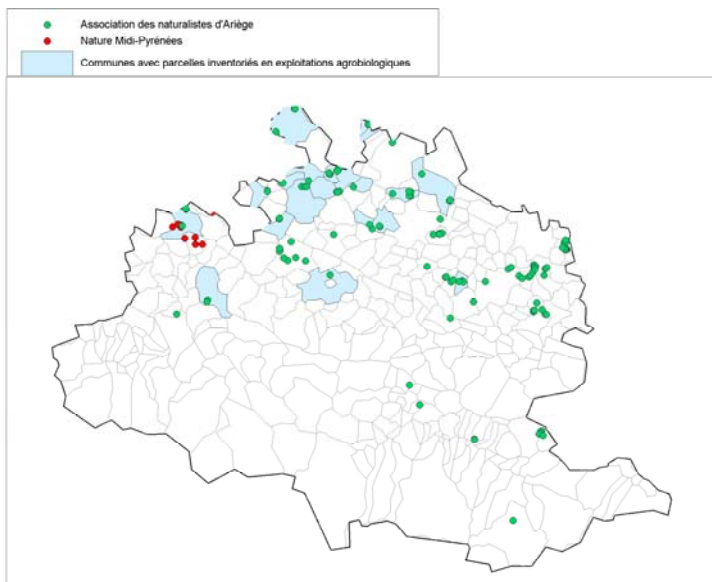 Association des naturalistes d'Ariège
Nature Midi-Pyrénées
Communes avec parcelles inventoriés en exploitations agrobiologiques